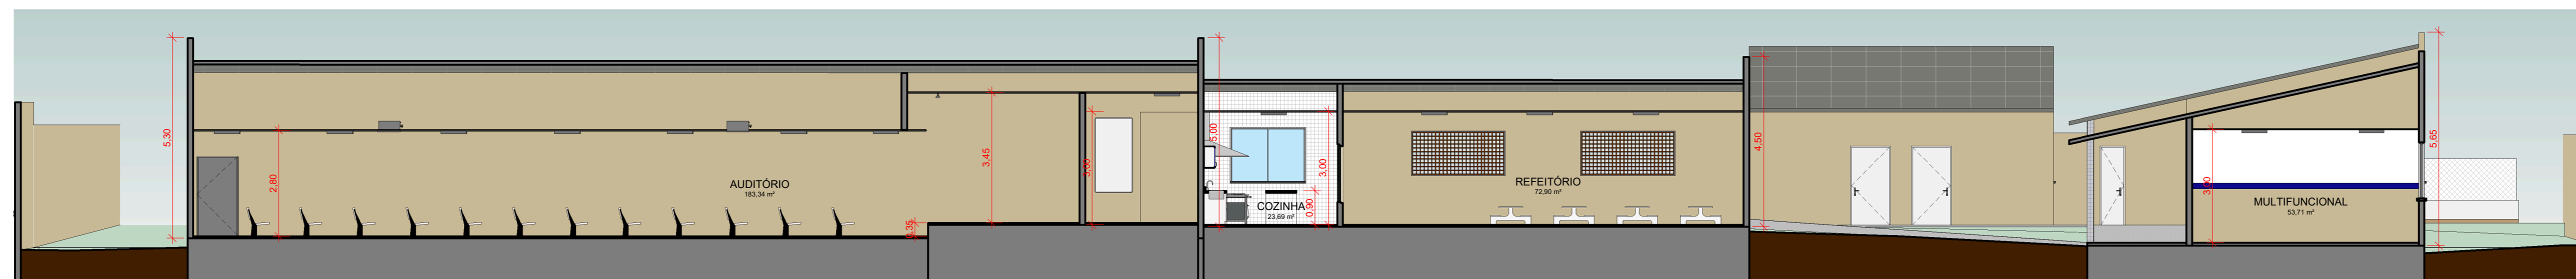 5,30
2,80
AUDITÓRIO
183,34 m²
0,35
3,45
3,00
5,00
COZINHA
23,69 m²
0,90
3,00
REFEITÓRIO
72,90 m²
4,50
3,00
MULTIFUNCIONAL
53,71 m²
5,65